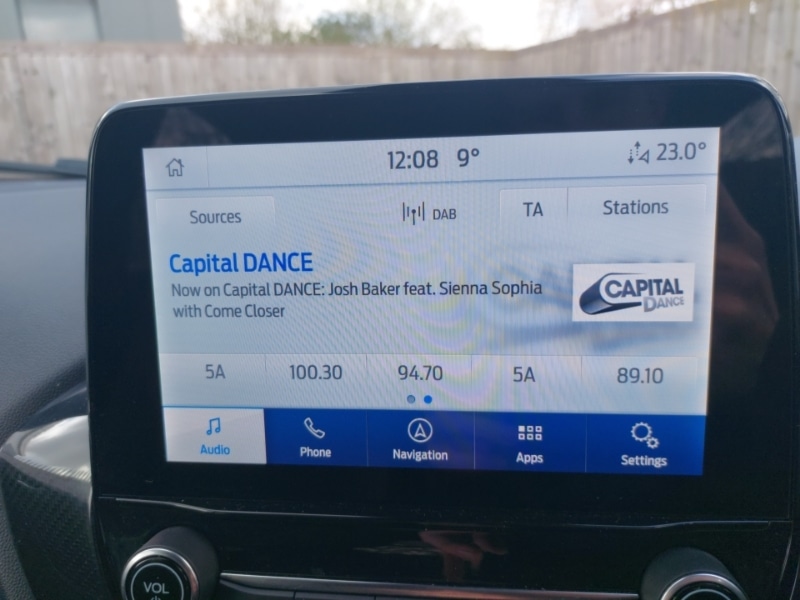 12:08 9° 23.0°
Sources DAB TA Stations
Capital DANCE
Now on Capital DANCE: Josh Baker feat. Sienna Sophia
with Come Closer
CAPITAL
DANCE
5A 100.30 94.70 5A 89.10
Audio Phone Navigation Apps Settings
VOL